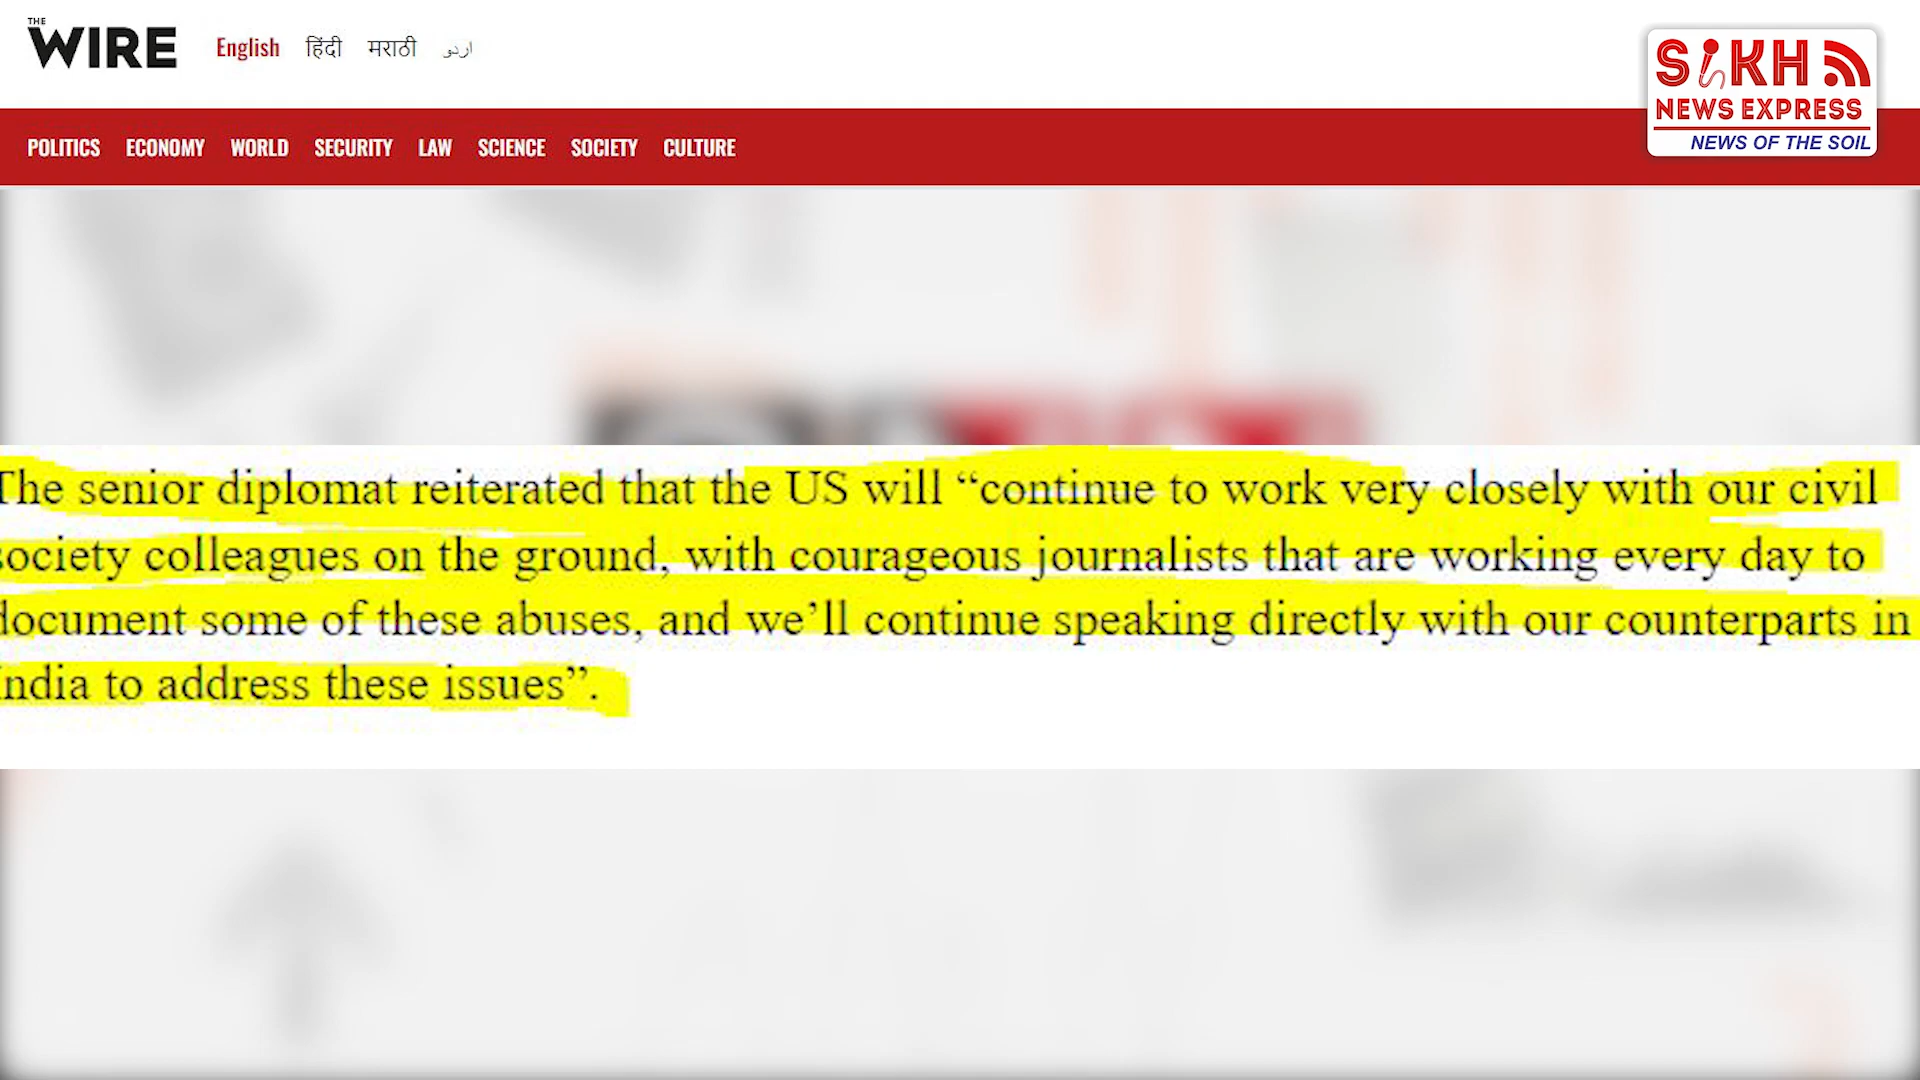 THE
WIRE
English हिंदी मराठी اردو
SIKH
NEWS EXPRESS
NEWS OF THE SOIL
POLITICS ECONOMY WORLD SECURITY LAW SCIENCE SOCIETY CULTURE
The senior diplomat reiterated that the US will “continue to work very closely with our civil
society colleagues on the ground, with courageous journalists that are working every day to
document some of these abuses, and we’ll continue speaking directly with our counterparts in
India to address these issues”.